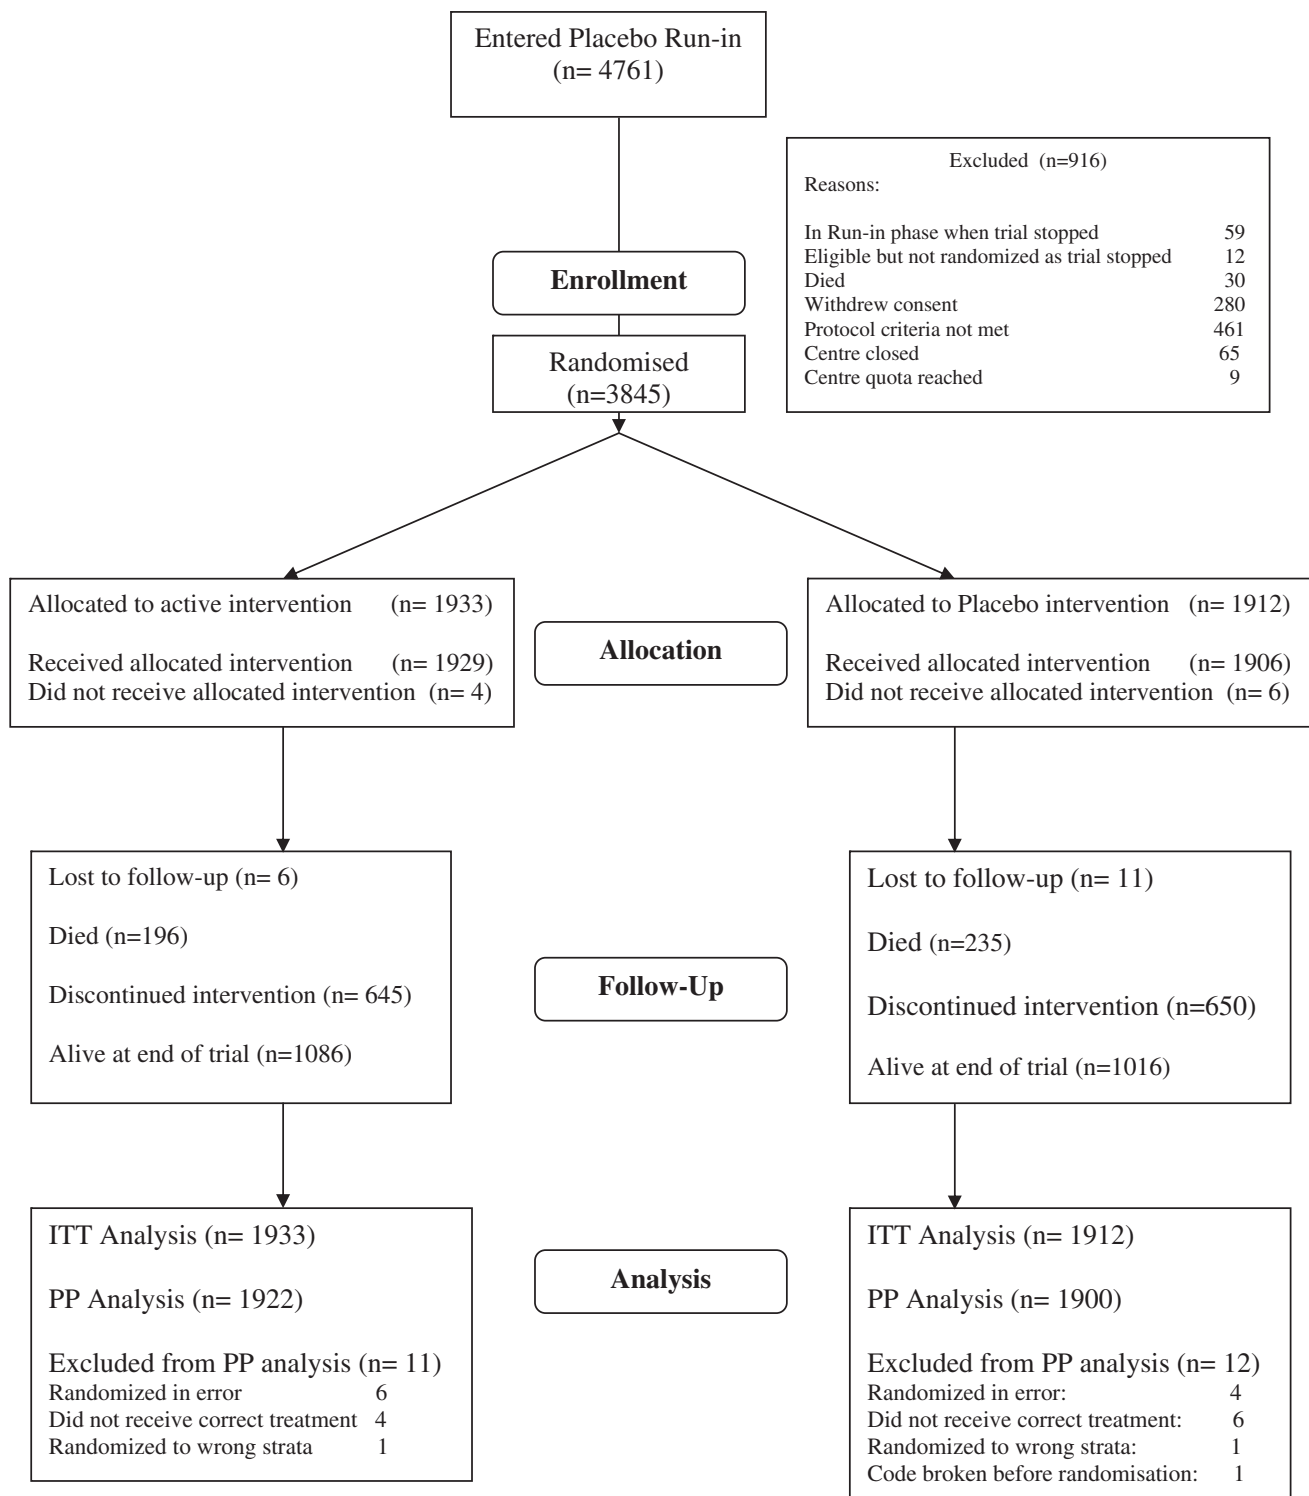 Entered Placebo Run-in
(n= 4761)
Excluded (n=916)
Reasons:
In Run-in phase when trial stopped 59
Eligible but not randomized as trial stopped 12
Died 30
Withdrew consent 280
Protocol criteria not met 461
Centre closed 65
Centre quota reached 9
Enrollment
Randomised
(n=3845)
Allocated to active intervention (n= 1933)
Received allocated intervention (n= 1929)
Did not receive allocated intervention (n= 4)
Allocation
Allocated to Placebo intervention (n= 1912)
Received allocated intervention (n= 1906)
Did not receive allocated intervention (n= 6)
Lost to follow-up (n= 6)
Died (n=196)
Discontinued intervention (n= 645)
Alive at end of trial (n=1086)
Follow-Up
Lost to follow-up (n= 11)
Died (n=235)
Discontinued intervention (n=650)
Alive at end of trial (n=1016)
ITT Analysis (n= 1933)
PP Analysis (n= 1922)
Excluded from PP analysis (n= 11)
Randomized in error 6
Did not receive correct treatment 4
Randomized to wrong strata 1
Analysis
ITT Analysis (n= 1912)
PP Analysis (n= 1900)
Excluded from PP analysis (n= 12)
Randomized in error: 4
Did not receive correct treatment: 6
Randomized to wrong strata: 1
Code broken before randomisation: 1